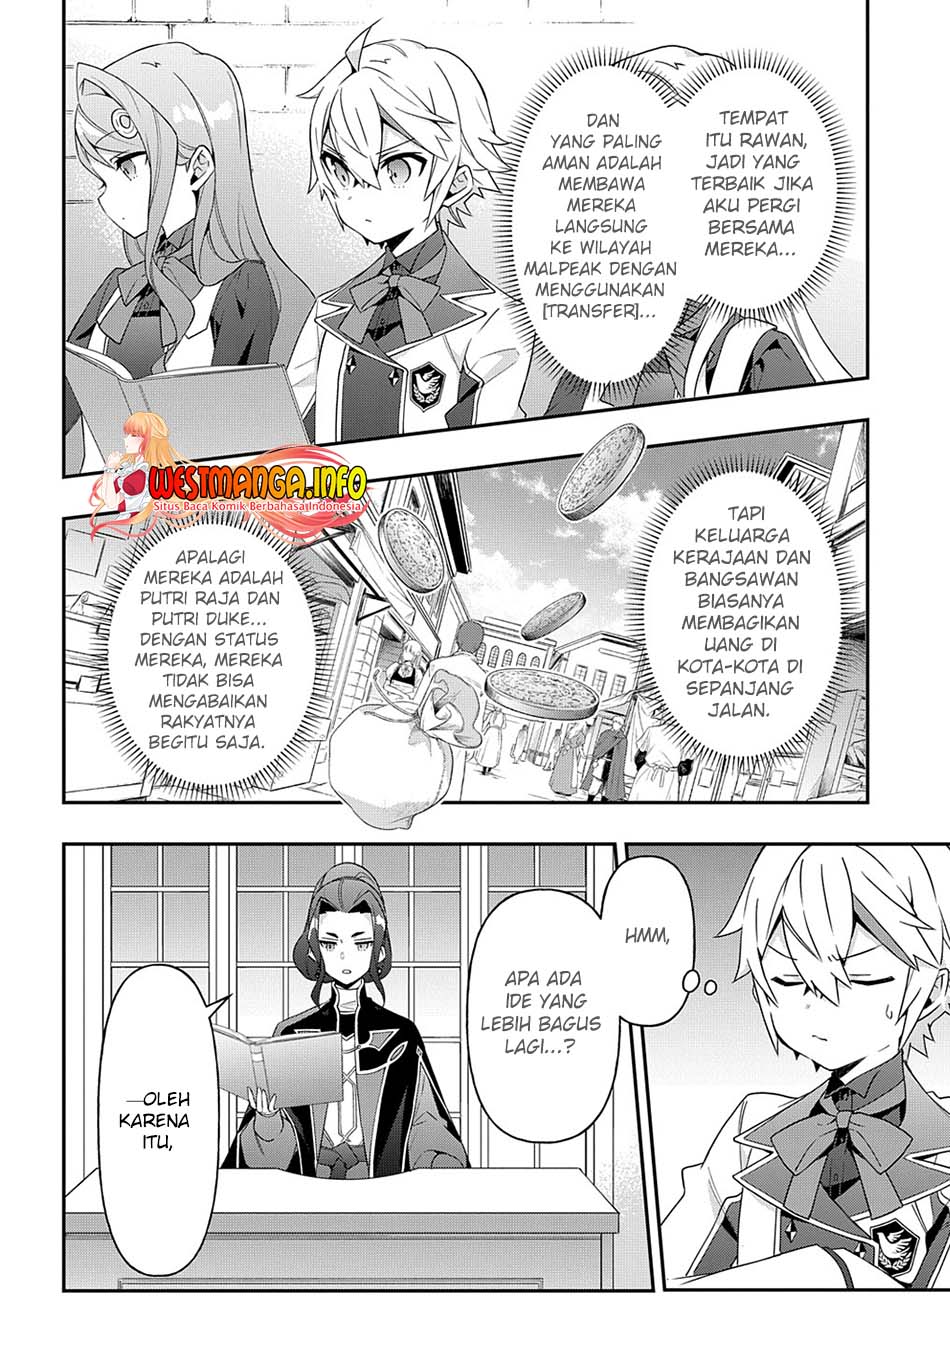 TEMPAT
ITU RAWAN,
JADI YANG
TERBAIK JIKA
AKU PERGI
BERSAMA
MEREKA...
DAN
YANG PALING
AMAN ADALAH
MEMBAWA
MEREKA
LANGSUNG
KE WILAYAH
MALPEAK DENGAN
MENGGUNAKAN
[TRANSFER]...
TAPI
KELUARGA
KERAJAAN DAN
BANGSAWAN
BIASANYA
MEMBAGIKAN
UANG DI
KOTA-KOTA DI
SEPANJANG
JALAN.
WESTMANGA.INFO
Situs Baca Komik Berbahasa Indonesia
APALAGI
MEREKA ADALAH
PUTRI RAJA DAN
PUTRI DUKE...
DENGAN STATUS
MEREKA, MEREKA
TIDAK BISA
MENGABAIKAN
RAKYATNYA
BEGITU SAJA.
HMM,
APA ADA
IDE YANG
LEBIH BAGUS
LAGI...?
—OLEH
KARENA
ITU,